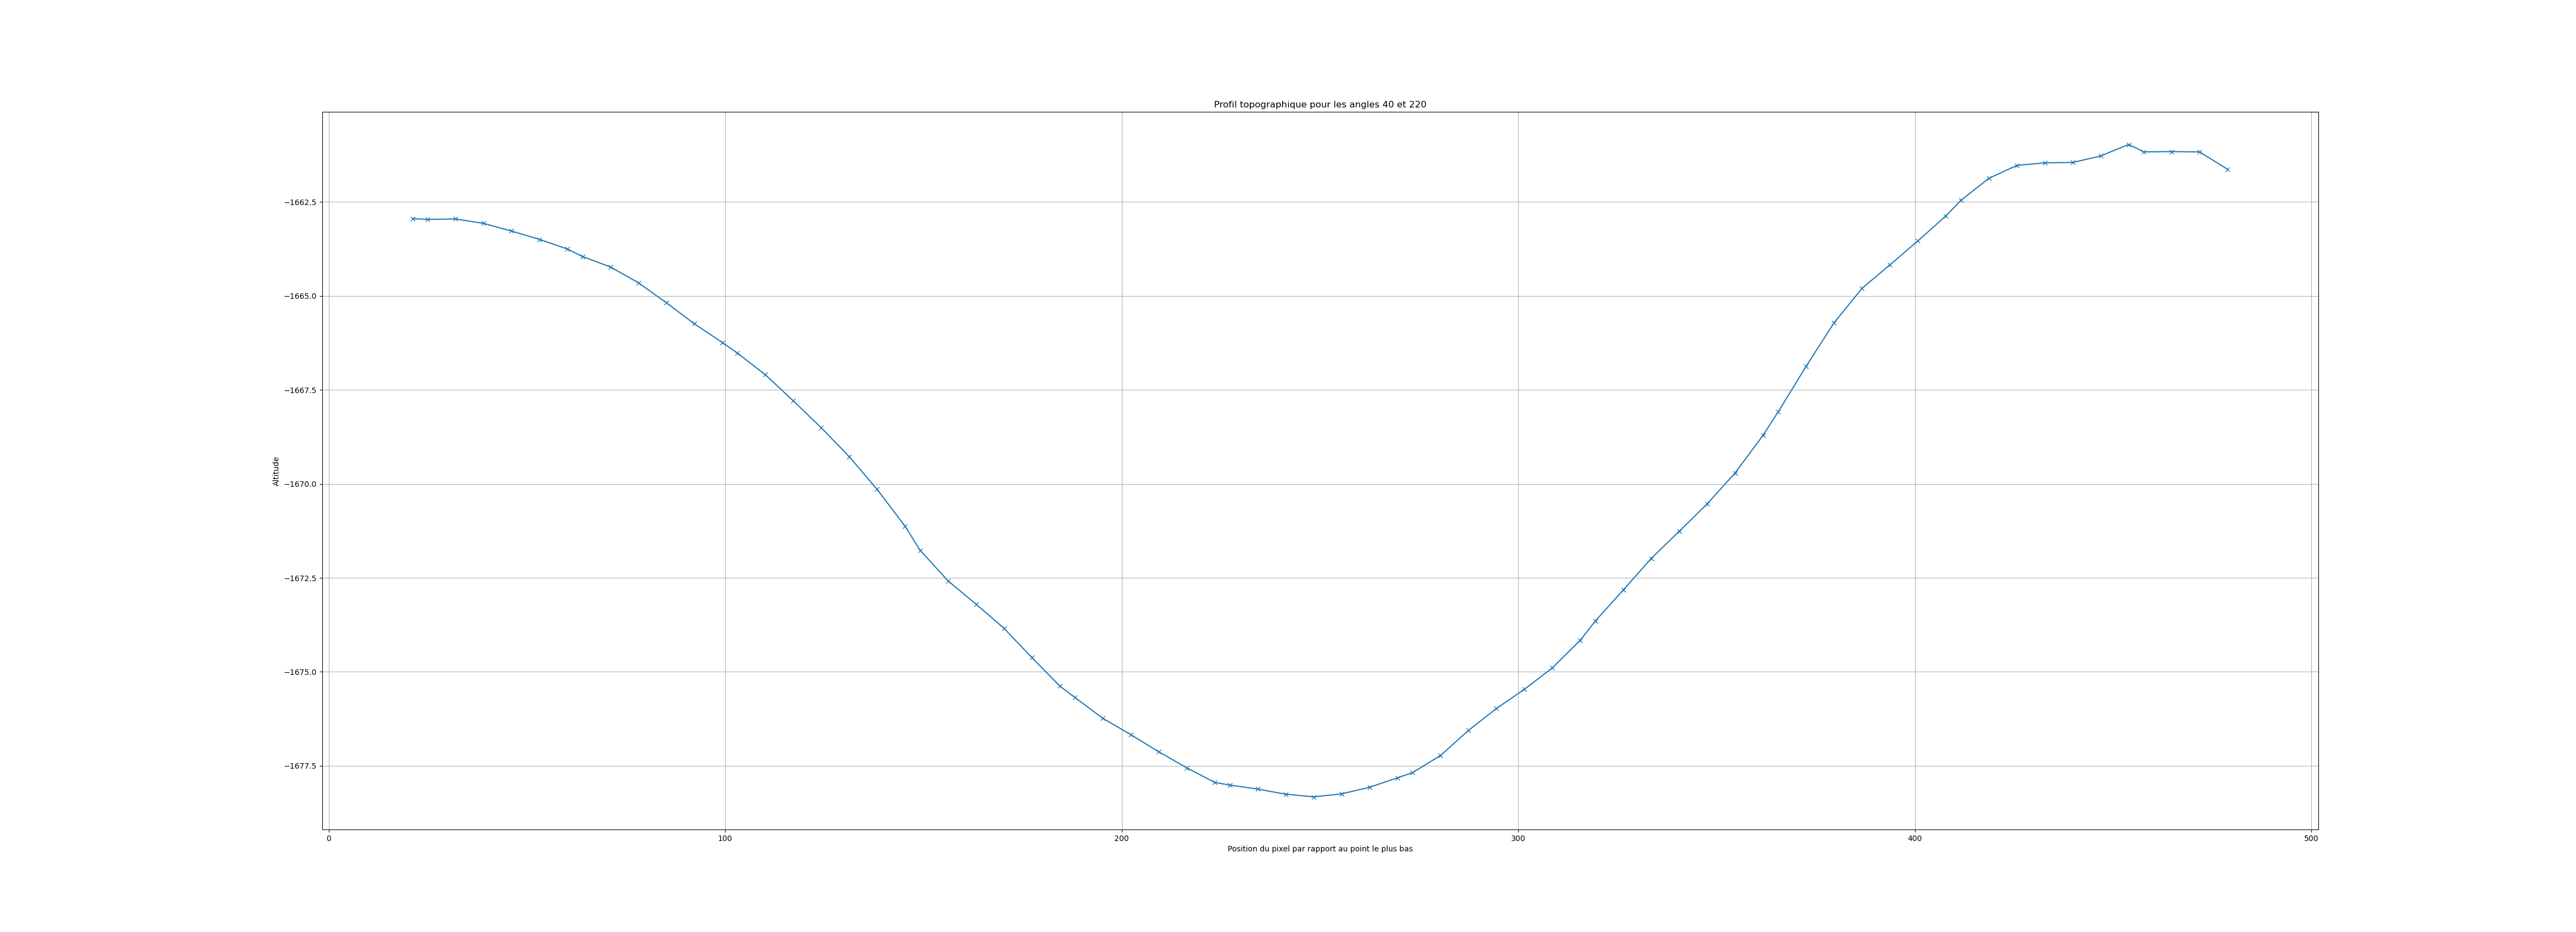 Profil topographique pour les angles 40 et 220
Altitude
−1662.5
−1665.0
−1667.5
−1670.0
−1672.5
−1675.0
−1677.5
0 100 200 300 400 500
Position du pixel par rapport au point le plus bas